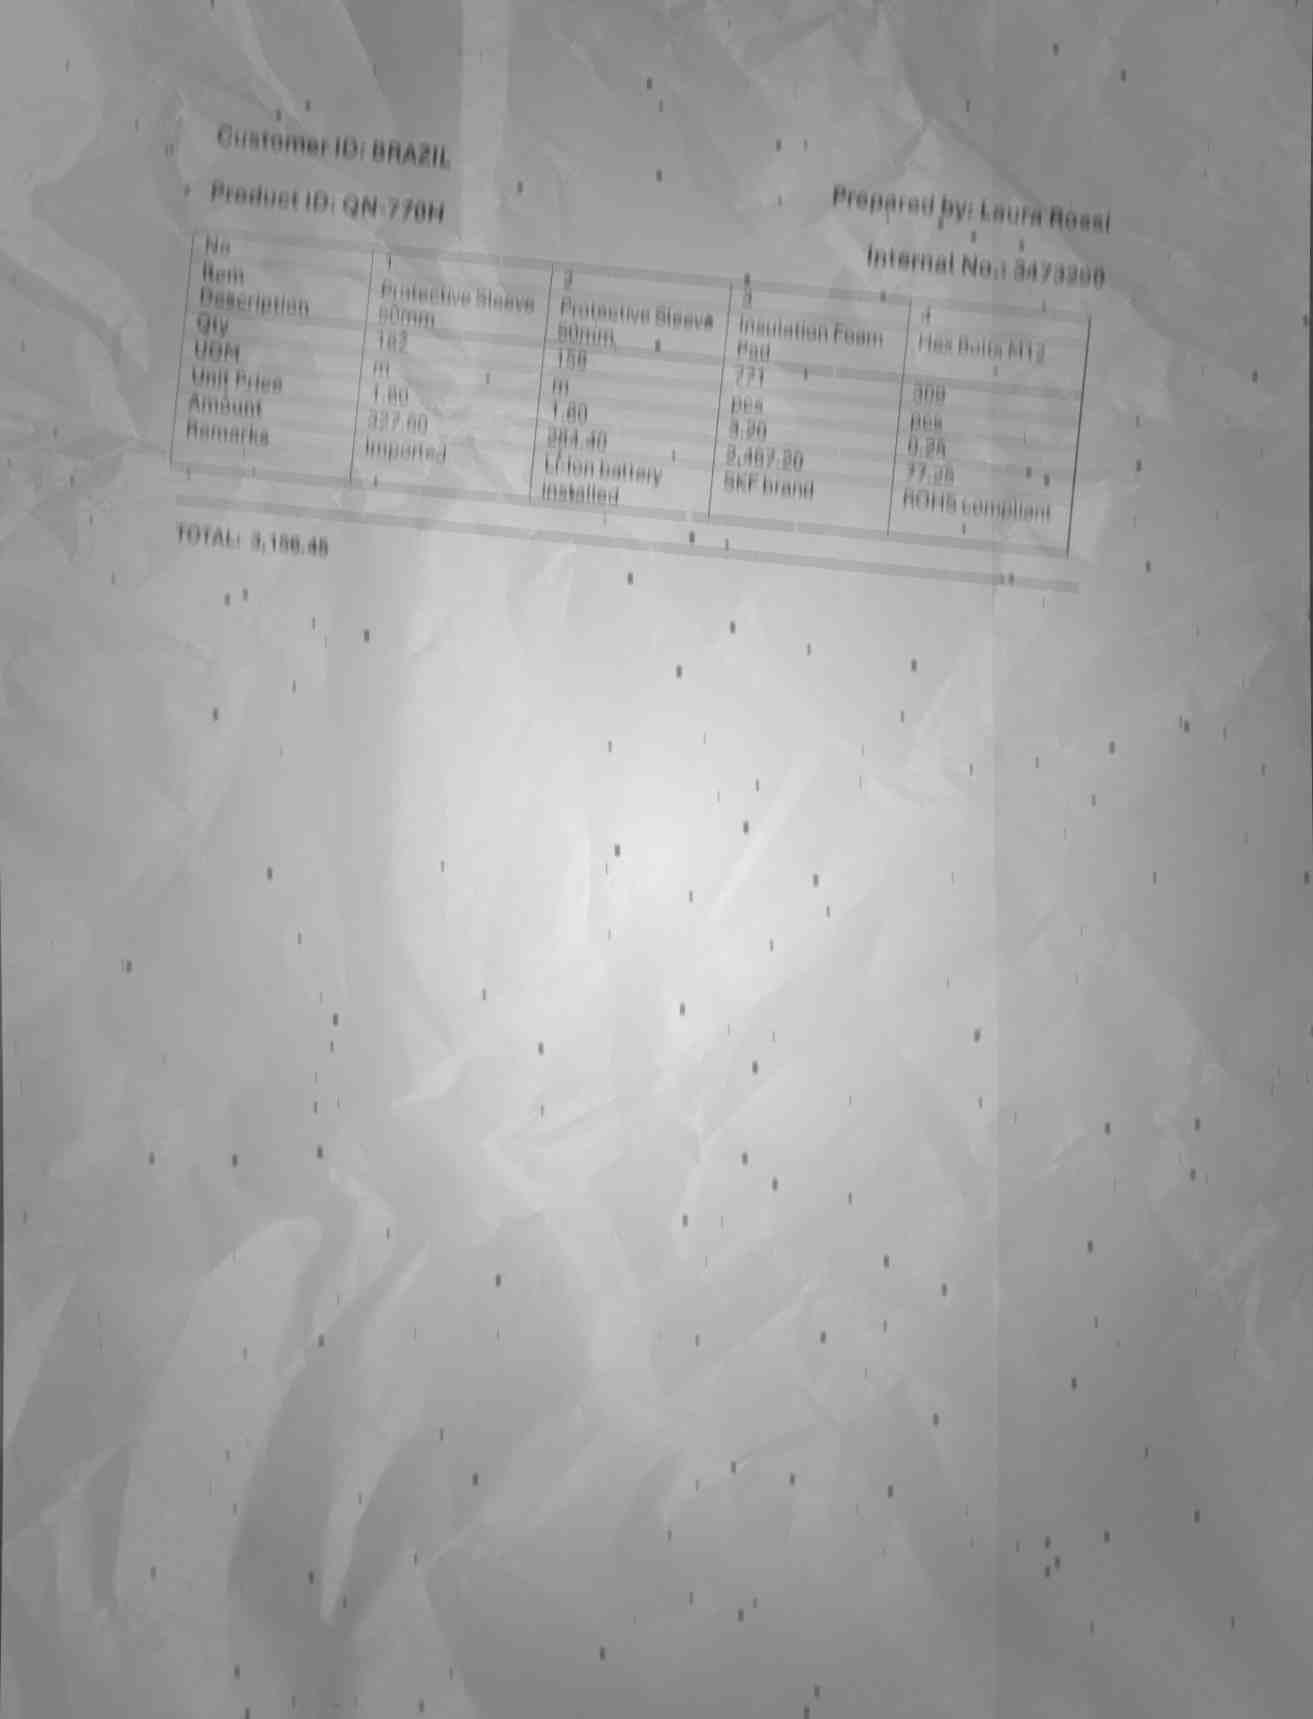 Customer ID: BRAZIL
Product ID: QN-770H
Prepared by: Laura Rossi
Internal No.:
No 1 2 3 4
Item Description Protective Sleeve Protective Sleeve Insulation Foam Pad Hex Bolts M12
Qty 182 158 771 309
UOM m m pcs pcs
Unit Price 1.80 1.80 3.20 0.25
Amount 327.60 284.40 2,467.20 77.25
Remarks Imported Li-ion battery installed SKF brand ROHS compliant
TOTAL: 3,156.45